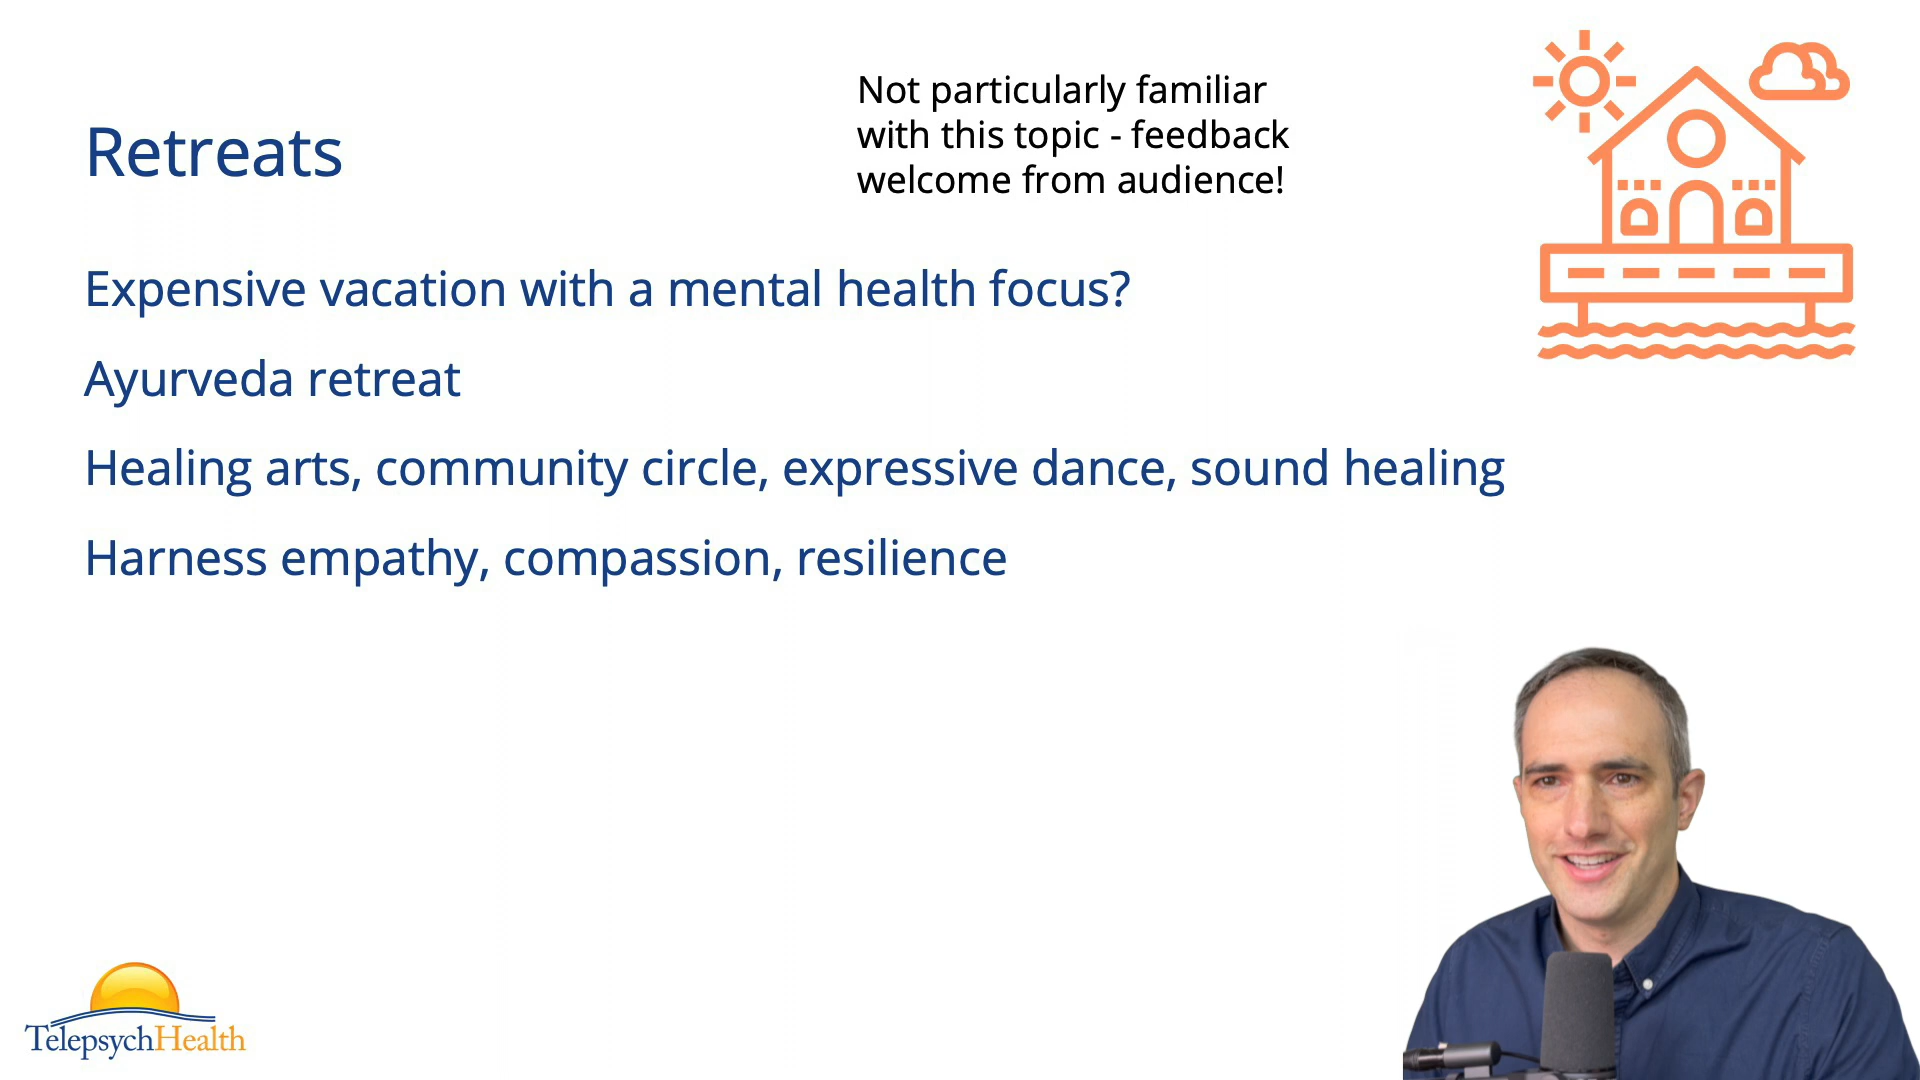 Not particularly familiar
with this topic - feedback
welcome from audience!
Retreats
Expensive vacation with a mental health focus?
Ayurveda retreat
Healing arts, community circle, expressive dance, sound healing
Harness empathy, compassion, resilience
TelepsychHealth